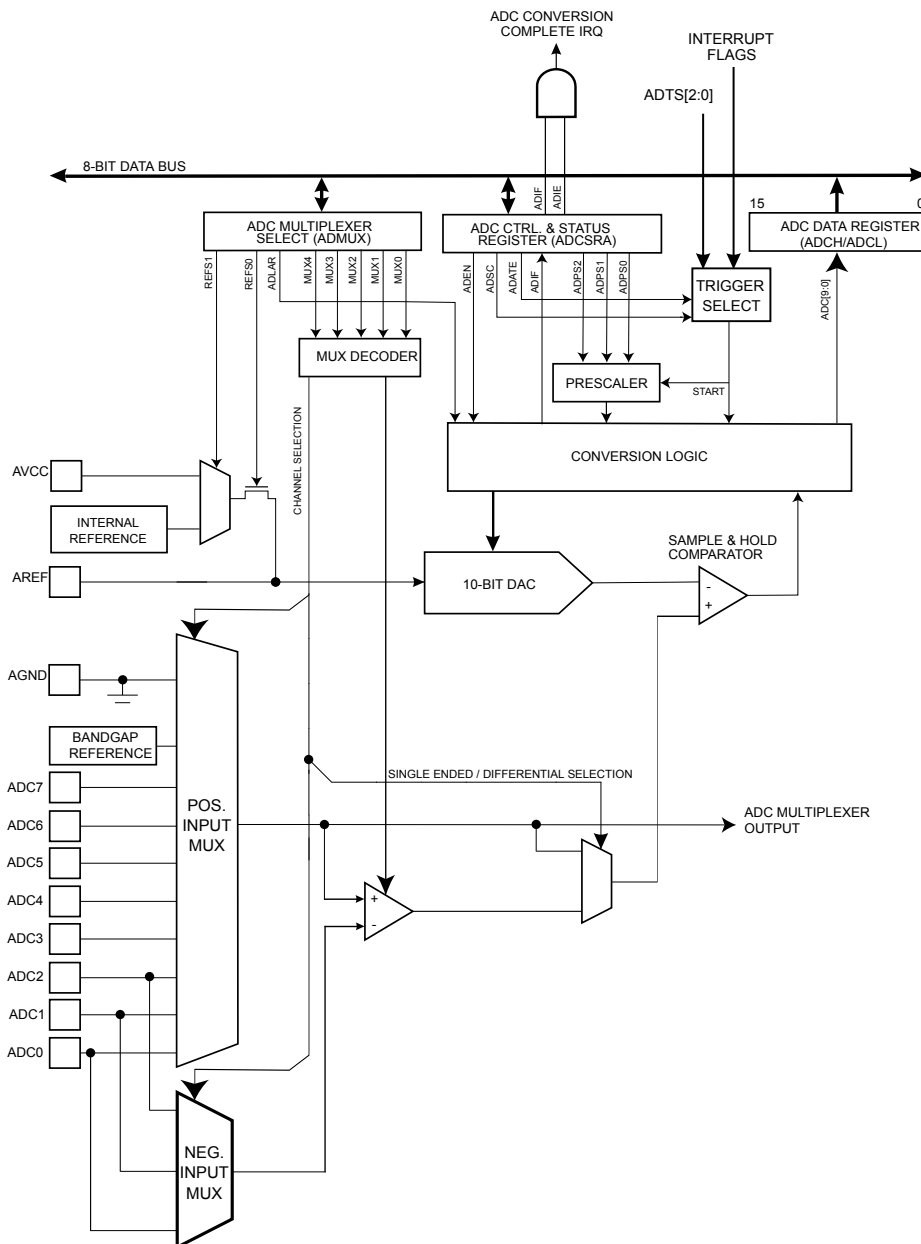 ADC CONVERSION
COMPLETE IRQ
INTERRUPT
FLAGS
ADTS[2:0]
8-BIT DATA BUS
ADIF
ADIE
15
0
ADC MULTIPLEXER
SELECT (ADMUX)
ADC CTRL. & STATUS
REGISTER (ADCSRA)
ADC DATA REGISTER
(ADCH/ADCL)
REFS1
REFS0
ADLAR
MUX4
MUX3
MUX2
MUX1
MUX0
ADEN
ADSC
ADATE
ADIF
ADPS2
ADPS1
ADPS0
TRIGGER
SELECT
ADC[9:0]
MUX DECODER
PRESCALER
START
CHANNEL SELECTION
CONVERSION LOGIC
AVCC
INTERNAL
REFERENCE
SAMPLE & HOLD
COMPARATOR
AREF
10-BIT DAC
-
+
AGND
BANDGAP
REFERENCE
ADC7
SINGLE ENDED / DIFFERENTIAL SELECTION
ADC6
POS.
INPUT
MUX
ADC MULTIPLEXER
OUTPUT
ADC5
ADC4
+
-
ADC3
ADC2
ADC1
ADC0
NEG.
INPUT
MUX